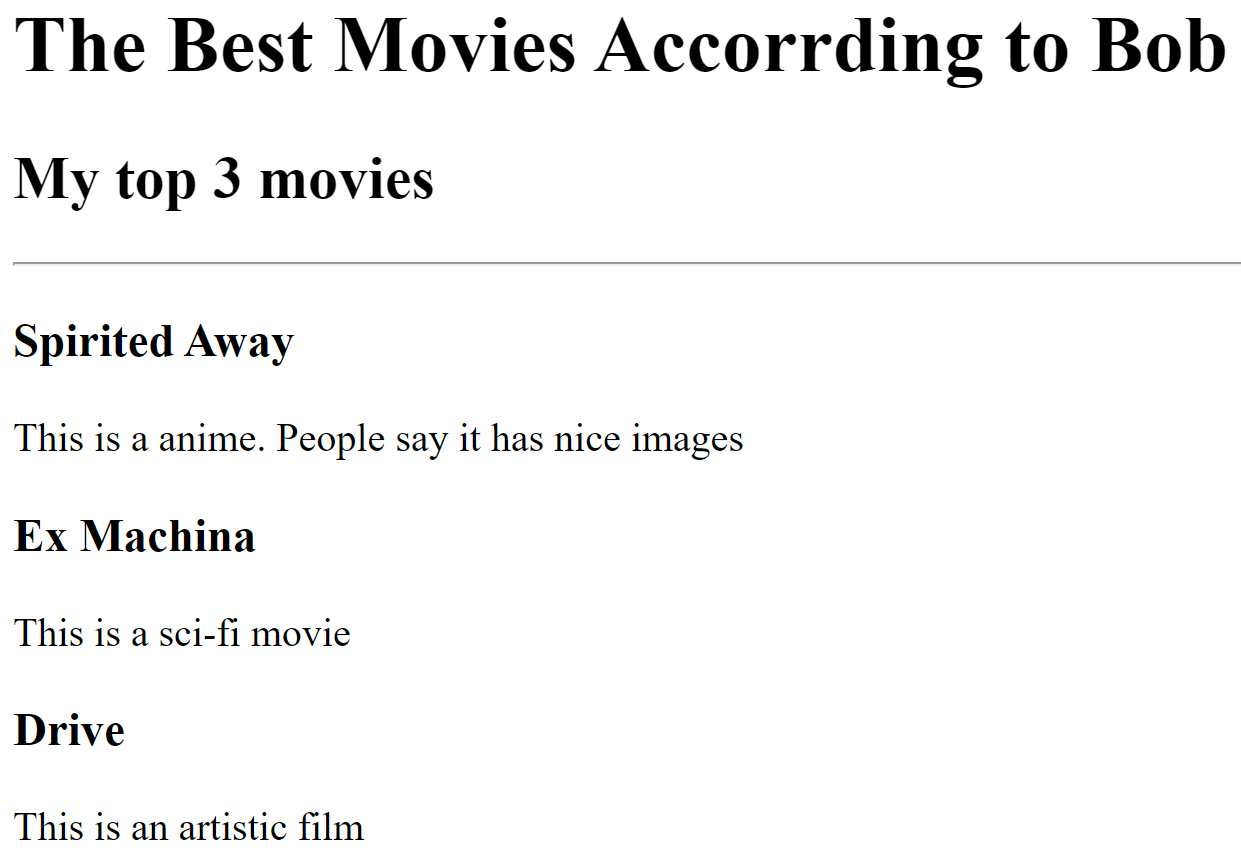 The Best Movies Accorrding to Bob
My top 3 movies
Spirited Away
This is a anime. People say it has nice images
Ex Machina
This is a sci-fi movie
Drive
This is an artistic film